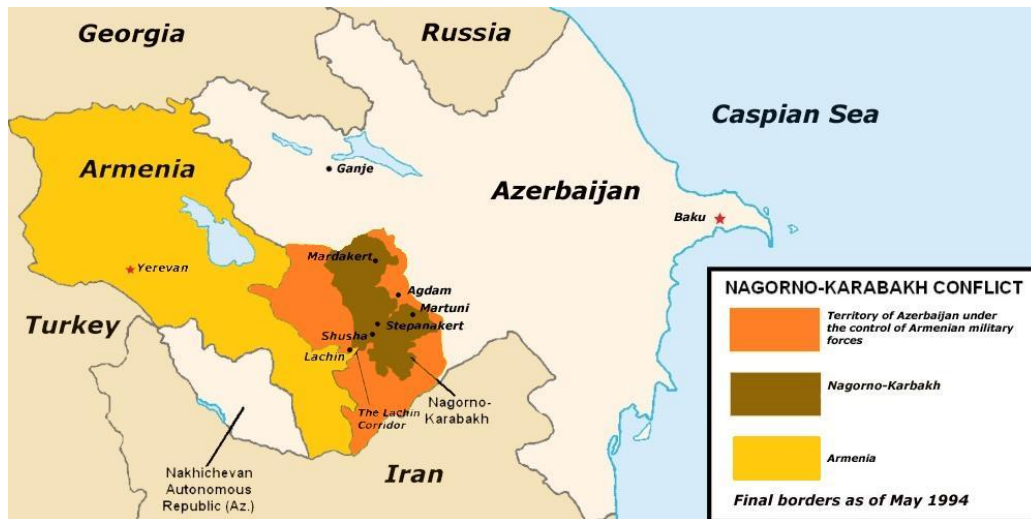 Georgia
Russia
Caspian Sea
Armenia
Ganje
Azerbaijan
Baku
Mardakert
Yerevan
Agdam
Martuni
Turkey
Stepanakert
Shusha
Lachin
Nagorno-
Karabakh
The Lachin
Corridor
Iran
Nakhichevan
Autonomous
Republic (Az.)
NAGORNO-KARABAKH CONFLICT
Territory of Azerbaijan under
the control of Armenian military
forces
Nagorno-Karbakh
Armenia
Final borders as of May 1994